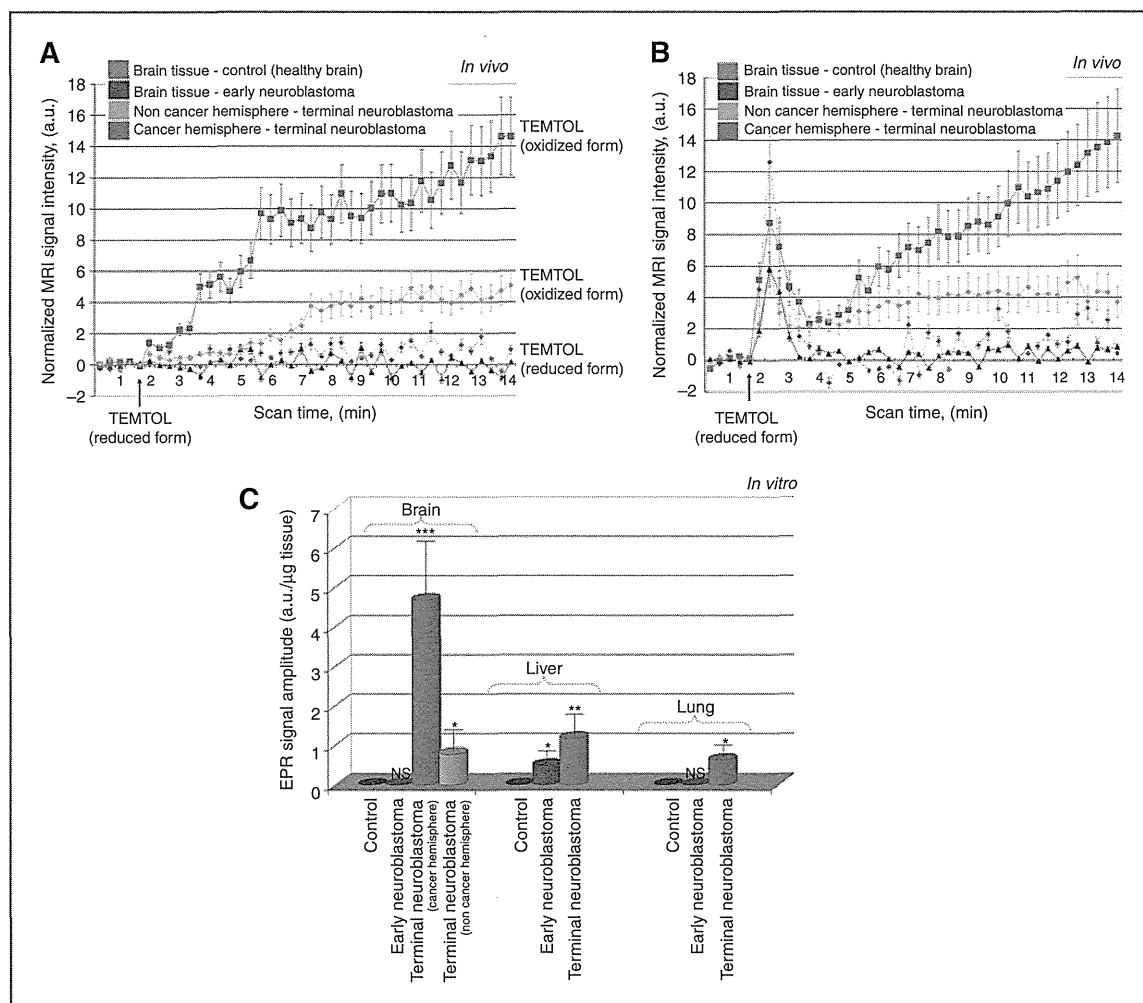 A
In vivo
Brain tissue - control (healthy brain)
Brain tissue - early neuroblastoma
Non cancer hemisphere - terminal neuroblastoma
Cancer hemisphere - terminal neuroblastoma
Normalized MRI signal intensity, (a.u.)
18
16
14
12
10
8
6
4
2
0
−2
1 2 3 4 5 6 7 8 9 10 11 12 13 14
TEMTOL
(oxidized form)
TEMTOL
(oxidized form)
TEMTOL
(reduced form)
Scan time, (min)
TEMTOL
(reduced form)
B
In vivo
Brain tissue - control (healthy brain)
Brain tissue - early neuroblastoma
Non cancer hemisphere - terminal neuroblastoma
Cancer hemisphere - terminal neuroblastoma
Normalized MRI signal intensity, (a.u.)
18
16
14
12
10
8
6
4
2
0
−2
1 2 3 4 5 6 7 8 9 10 11 12 13 14
Scan time, (min)
TEMTOL
(reduced form)
C
In vitro
EPR signal amplitude (a.u./μg tissue)
7
6
5
4
3
2
1
0
Brain
***
NS
*
Liver
*
**
Lung
NS
*
Control
Early neuroblastoma
Terminal neuroblastoma
(cancer hemisphere)
Terminal neuroblastoma
(non cancer hemisphere)
Control
Early neuroblastoma
Terminal neuroblastoma
Control
Early neuroblastoma
Terminal neuroblastoma